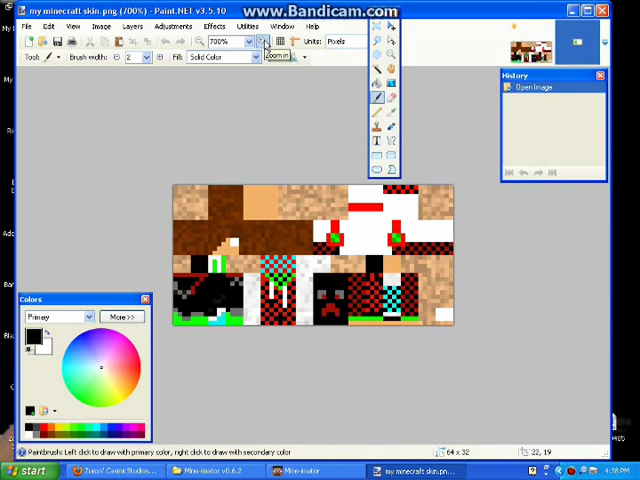 www.Bandicam.com
my minecraft skin.png (700%) - Paint.NET v3.5.10
File Edit View Image Layers Adjustments Effects Utilities Window Help
700% Units: Pixels
Tool: Brush width: 2 Fill: Solid Color
Zoom In
History
Open Image
Colors
Primary More >>
Paintbrush: Left click to draw with primary color, right click to draw with secondary color
64 x 32
22, 19
start
Mine-imator v0.6.2
Mine-imator
my minecraft skin.pn...
4:38 PM